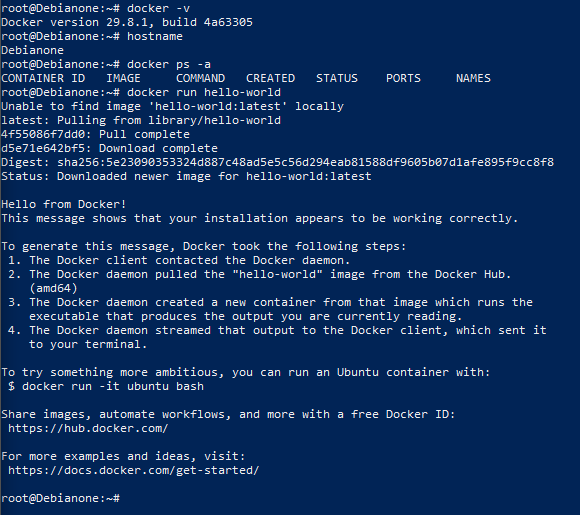 root@Debianone:~# docker -v
Docker version 29.8.1, build 4a63305
root@Debianone:~# hostname
Debianone
root@Debianone:~# docker ps -a
CONTAINER ID   IMAGE     COMMAND   CREATED   STATUS    PORTS     NAMES
root@Debianone:~# docker run hello-world
Unable to find image 'hello-world:latest' locally
latest: Pulling from library/hello-world
4f55086f7dd0: Pull complete
d5e71e642bf5: Download complete
Digest: sha256:5e23090353324d887c48ad5e5c56d294eab81588df9605b07d1afe895f9cc8f8
Status: Downloaded newer image for hello-world:latest

Hello from Docker!
This message shows that your installation appears to be working correctly.

To generate this message, Docker took the following steps:
 1. The Docker client contacted the Docker daemon.
 2. The Docker daemon pulled the "hello-world" image from the Docker Hub.
    (amd64)
 3. The Docker daemon created a new container from that image which runs the
    executable that produces the output you are currently reading.
 4. The Docker daemon streamed that output to the Docker client, which sent it
    to your terminal.

To try something more ambitious, you can run an Ubuntu container with:
 $ docker run -it ubuntu bash

Share images, automate workflows, and more with a free Docker ID:
 https://hub.docker.com/

For more examples and ideas, visit:
 https://docs.docker.com/get-started/

root@Debianone:~#